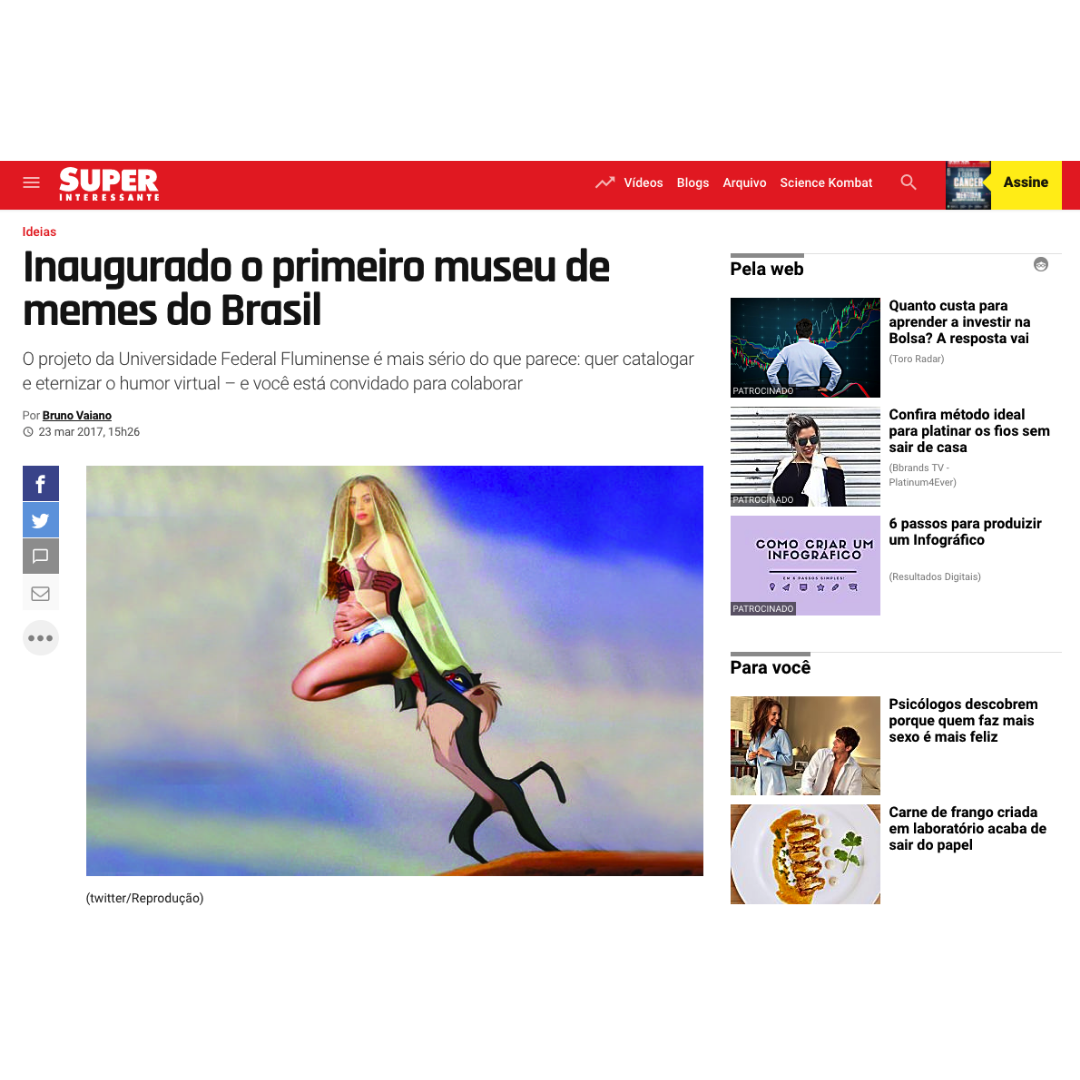 SUPER
INTERESSANTE
Vídeos Blogs Arquivo Science Kombat
CÂNCER
Assine
Ideias
Inaugurado o primeiro museu de
memes do Brasil
O projeto da Universidade Federal Fluminense é mais sério do que parece: quer catalogar
e eternizar o humor virtual – e você está convidado para colaborar
Por Bruno Vaiano
23 mar 2017, 15h26
(twitter/Reprodução)
Pela web
PATROCINADO
Quanto custa para
aprender a investir na
Bolsa? A resposta vai
(Toro Radar)
PATROCINADO
Confira método ideal
para platinar os fios sem
sair de casa
(Bbrands TV -
Platinum4Ever)
COMO CRIAR UM
INFOGRÁFICO
EM 6 PASSOS SIMPLES!
PATROCINADO
6 passos para produizir
um Infográfico
(Resultados Digitais)
Para você
Psicólogos descobrem
porque quem faz mais
sexo é mais feliz
Carne de frango criada
em laboratório acaba de
sair do papel